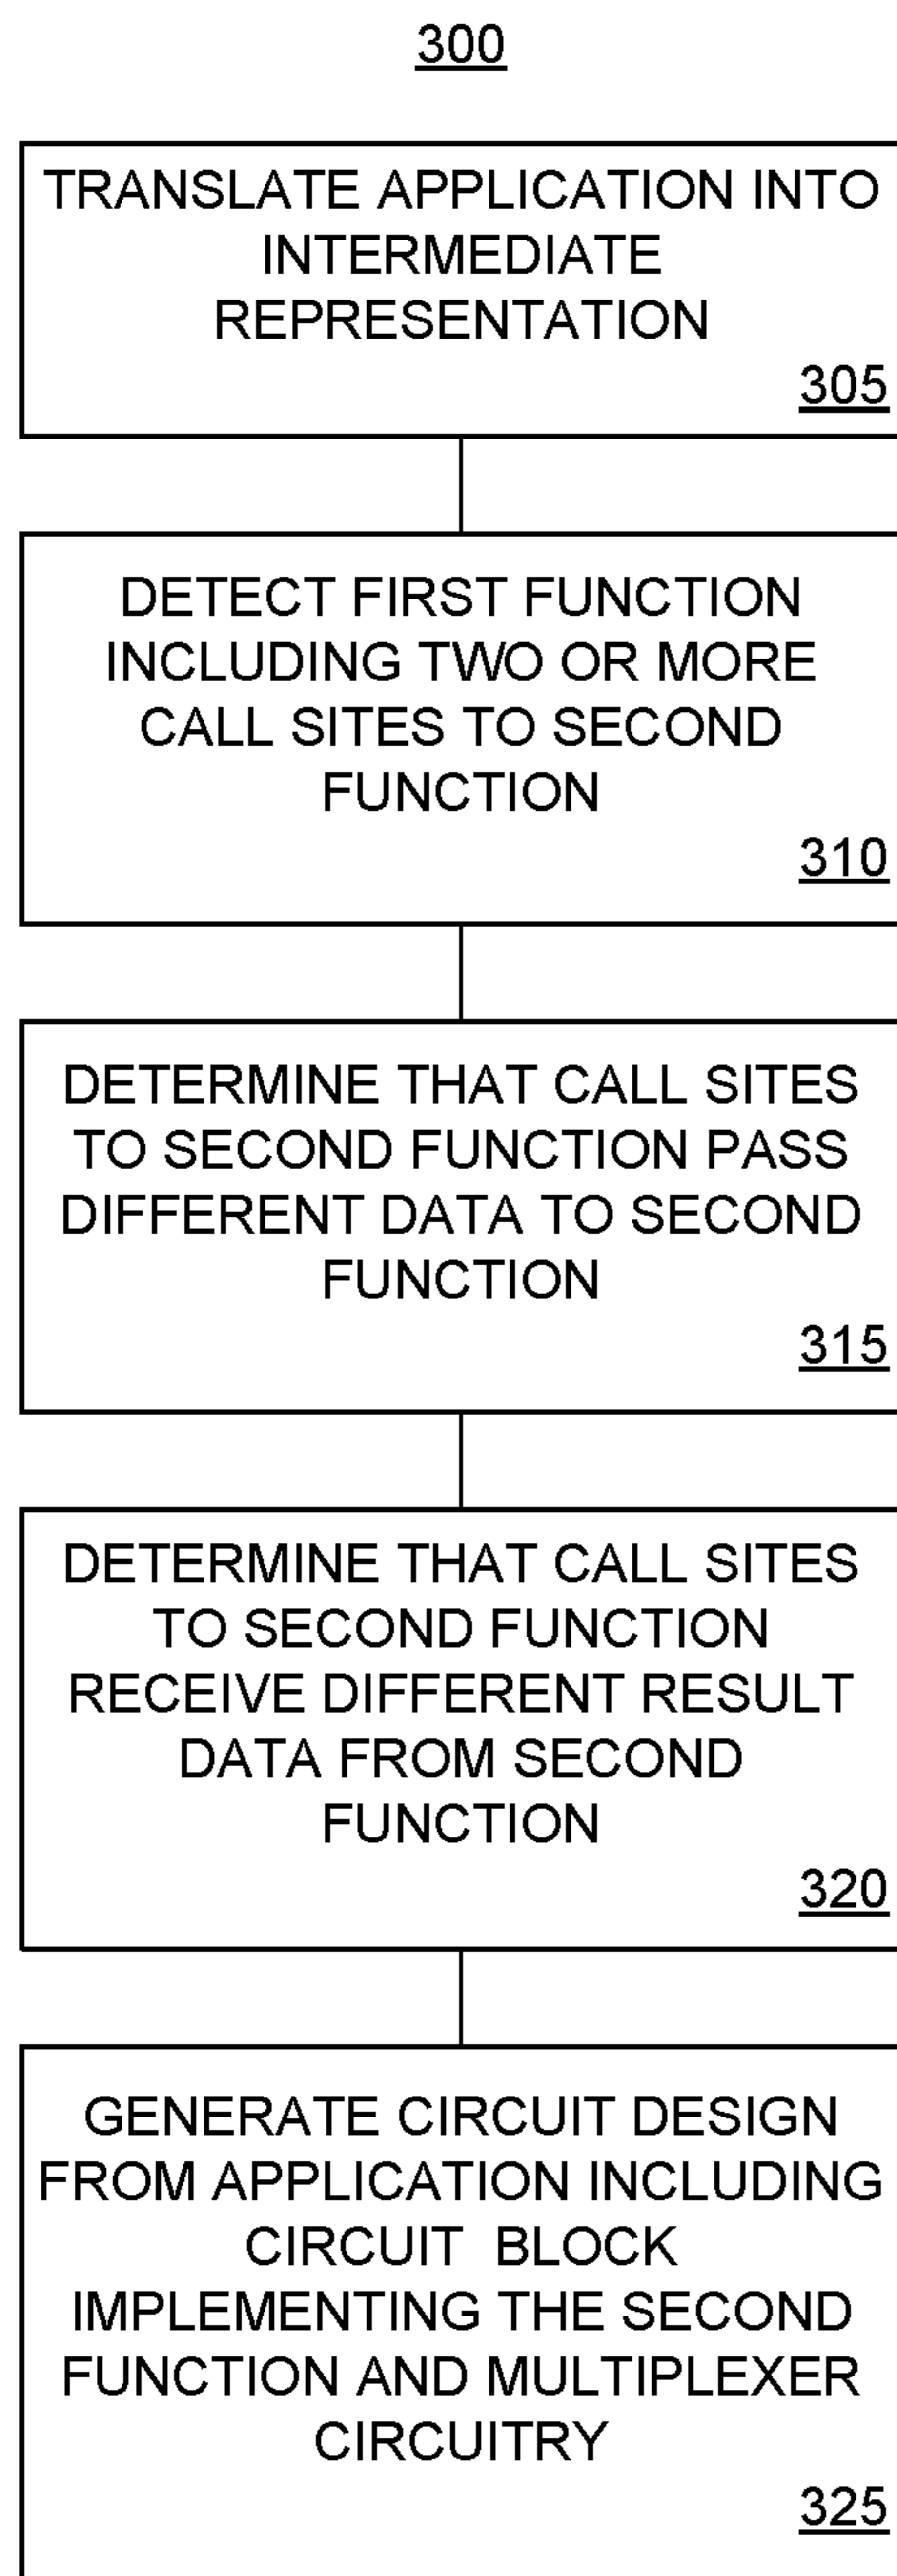 300
TRANSLATE APPLICATION INTO
INTERMEDIATE
REPRESENTATION
305
DETECT FIRST FUNCTION
INCLUDING TWO OR MORE
CALL SITES TO SECOND
FUNCTION
310
DETERMINE THAT CALL SITES
TO SECOND FUNCTION PASS
DIFFERENT DATA TO SECOND
FUNCTION
315
DETERMINE THAT CALL SITES
TO SECOND FUNCTION
RECEIVE DIFFERENT RESULT
DATA FROM SECOND
FUNCTION
320
GENERATE CIRCUIT DESIGN
FROM APPLICATION INCLUDING
CIRCUIT BLOCK
IMPLEMENTING THE SECOND
FUNCTION AND MULTIPLEXER
CIRCUITRY
325